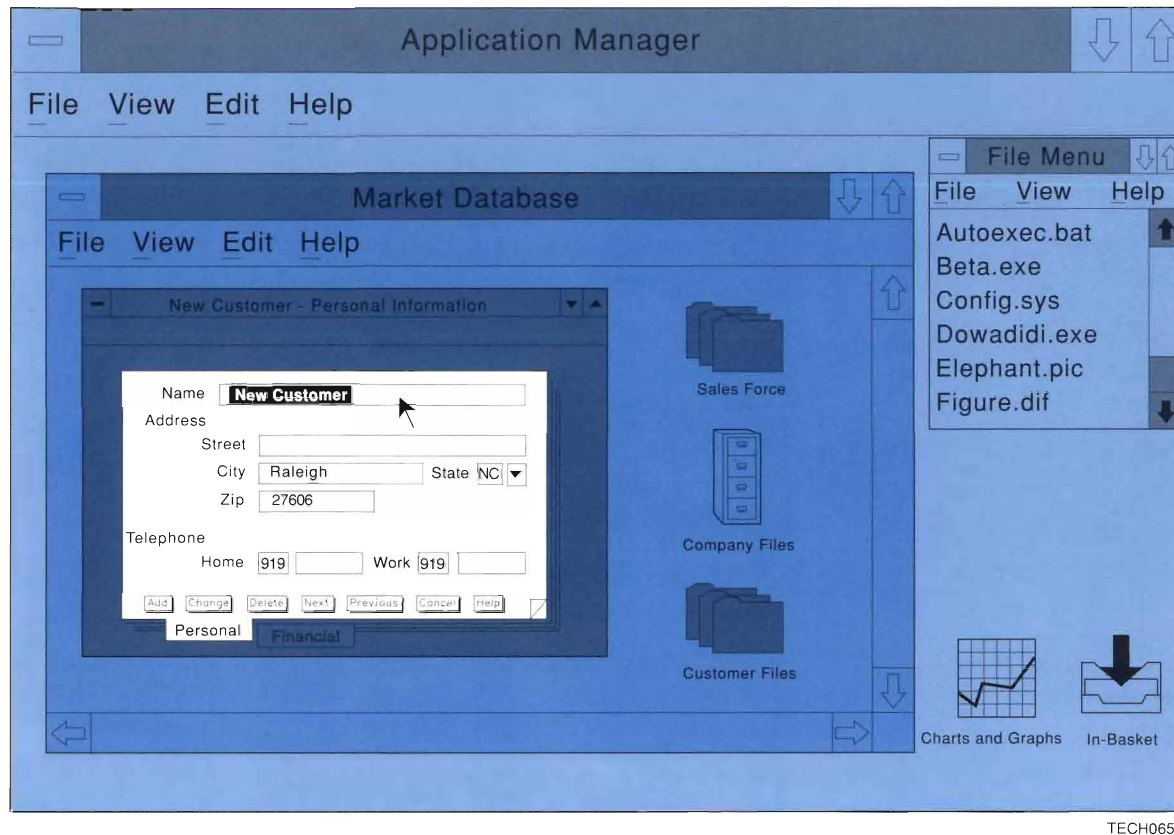 Application Manager
File View Edit Help
File Menu
File View Help
Autoexec.bat
Beta.exe
Config.sys
Dowadidi.exe
Elephant.pic
Figure.dif
Market Database
File View Edit Help
New Customer - Personal Information
Name New Customer
Address
Street
City Raleigh State NC
Zip 27606
Telephone
Home 919 Work 919
Add Change Delete Next Previous Cancel Help
Personal Financial
Sales Force
Company Files
Customer Files
Charts and Graphs In-Basket
TECH065